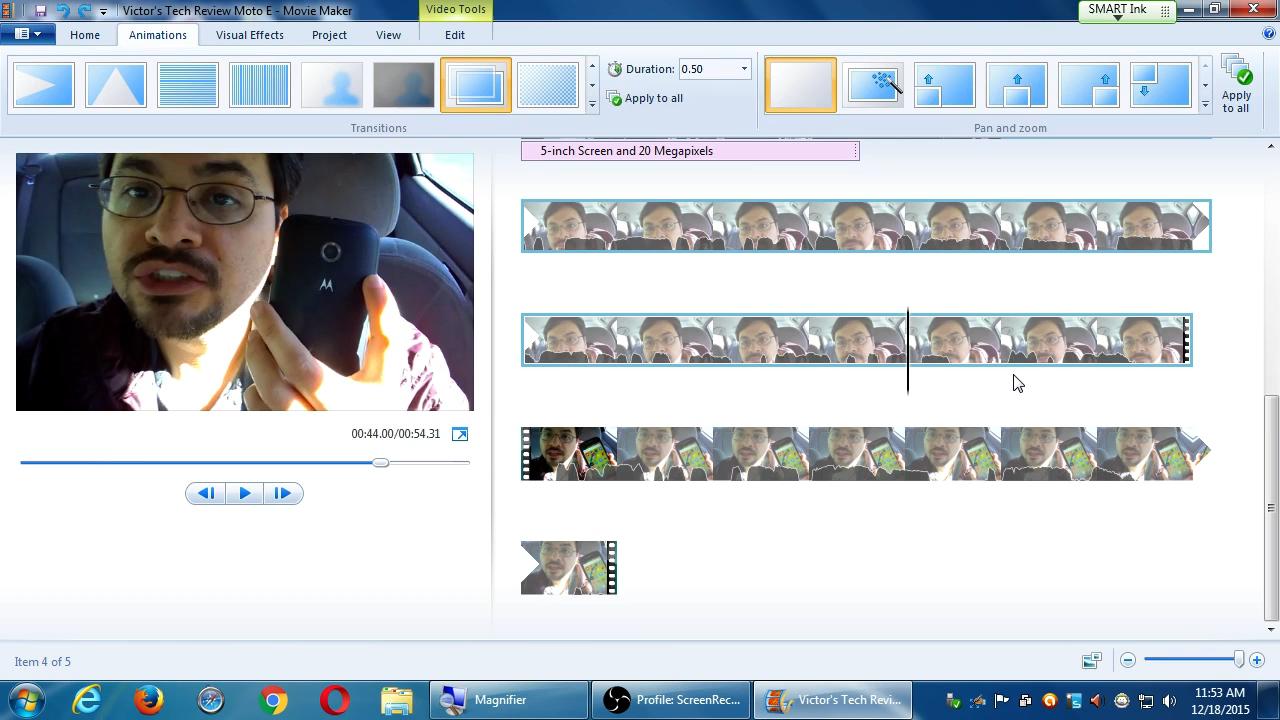 Victor's Tech Review Moto E - Movie Maker
Video Tools
SMART Ink
Home
Animations
Visual Effects
Project
View
Edit
Duration:
0.50
Apply to all
Apply
to all
Transitions
Pan and zoom
5-inch Screen and 20 Megapixels
00:44.00/00:54.31
Item 4 of 5
Magnifier
Profile: ScreenRec...
Victor's Tech Revi...
11:53 AM
12/18/2015